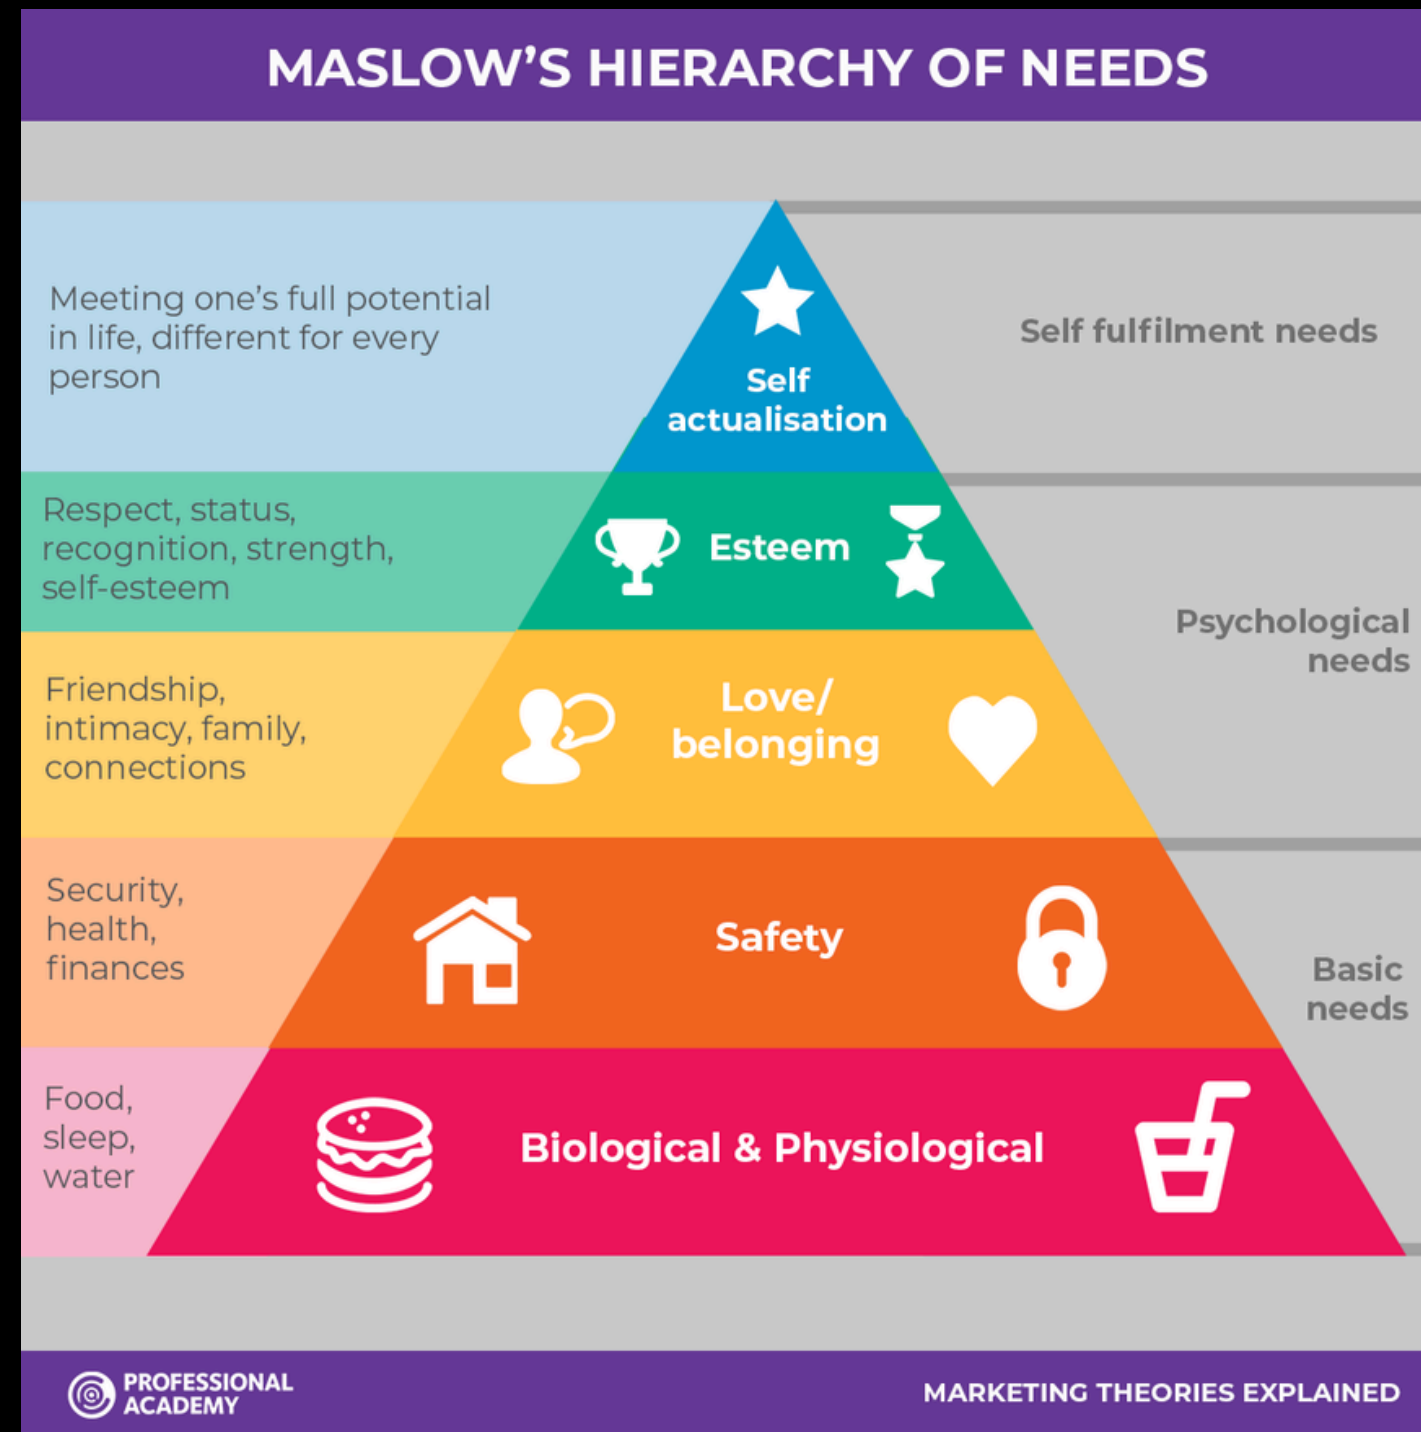 MASLOW'S HIERARCHY OF NEEDS
Meeting one's full potential
in life, different for every
person
Self
actualisation
Self fulfilment needs
Respect, status,
recognition, strength,
self-esteem
Esteem
Psychological
needs
Friendship,
intimacy, family,
connections
Love/
belonging
Security,
health,
finances
Safety
Basic
needs
Food,
sleep,
water
Biological & Physiological
PROFESSIONAL
ACADEMY
MARKETING THEORIES EXPLAINED